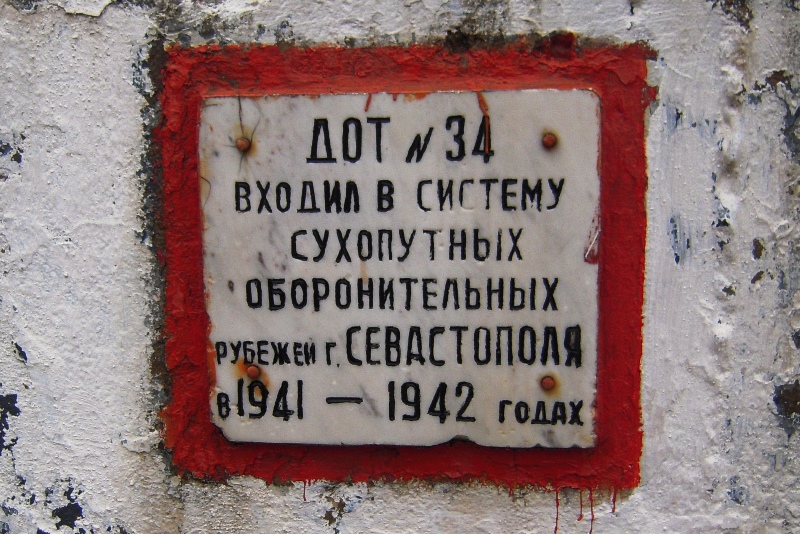 ДОТ N 34
ВХОДИЛ В СИСТЕМУ
СУХОПУТНЫХ
ОБОРОНИТЕЛЬНЫХ
РУБЕЖЕЙ Г. СЕВАСТОПОЛЯ
В 1941 — 1942 ГОДАХ